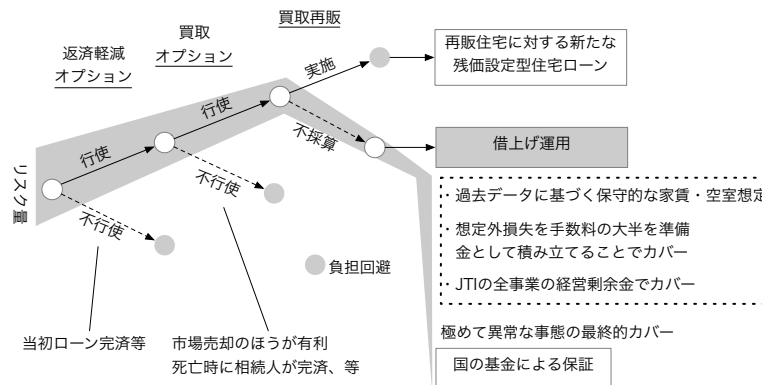 買取再販
買取
オプション
返済軽減
オプション
再販住宅に対する新たな
残価設定型住宅ローン
実施
行使
不採算
借上げ運用
行使
不行使
リスク量
不行使
・過去データに基づく保守的な家賃・空室想定
・想定外損失を手数料の大半を準備
金として積み立てることでカバー
・JTIの全事業の経営剰余金でカバー
負担回避
極めて異常な事態の最終的カバー
国の基金による保証
当初ローン完済等
市場売却のほうが有利
死亡時に相続人が完済、等